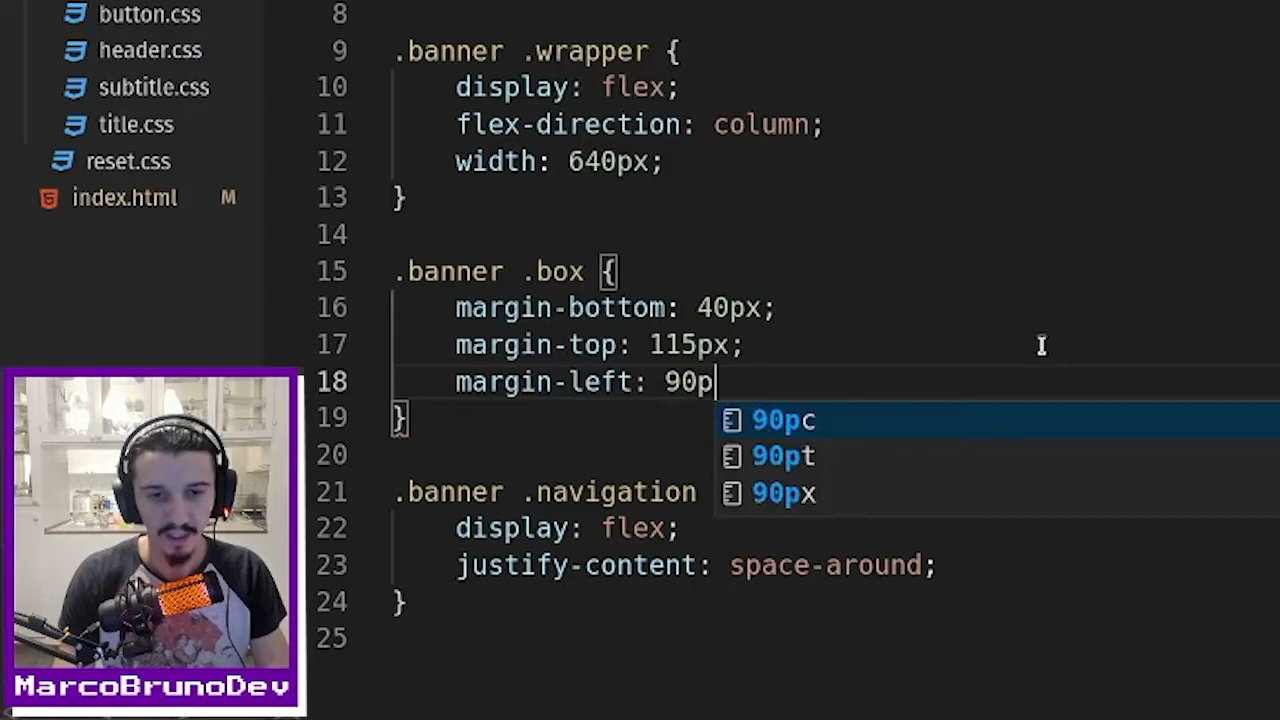 button.css
header.css
subtitle.css
title.css
reset.css
index.html M
8
9 .banner .wrapper {
10 display: flex;
11 flex-direction: column;
12 width: 640px;
13 }
14
15 .banner .box {
16 margin-bottom: 40px;
17 margin-top: 115px;
18 margin-left: 90p
19 }
90pc
20
90pt
21 .banner .navigation
90px
22 display: flex;
23 justify-content: space-around;
24 }
25
MarcoBrunoDev